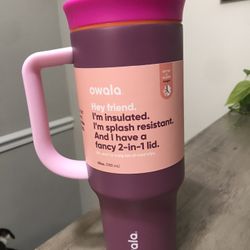 owala
Hey friend.
I'm insulated.
I'm splash resistant.
And I have a
fancy 2-in-1 lid.
owala